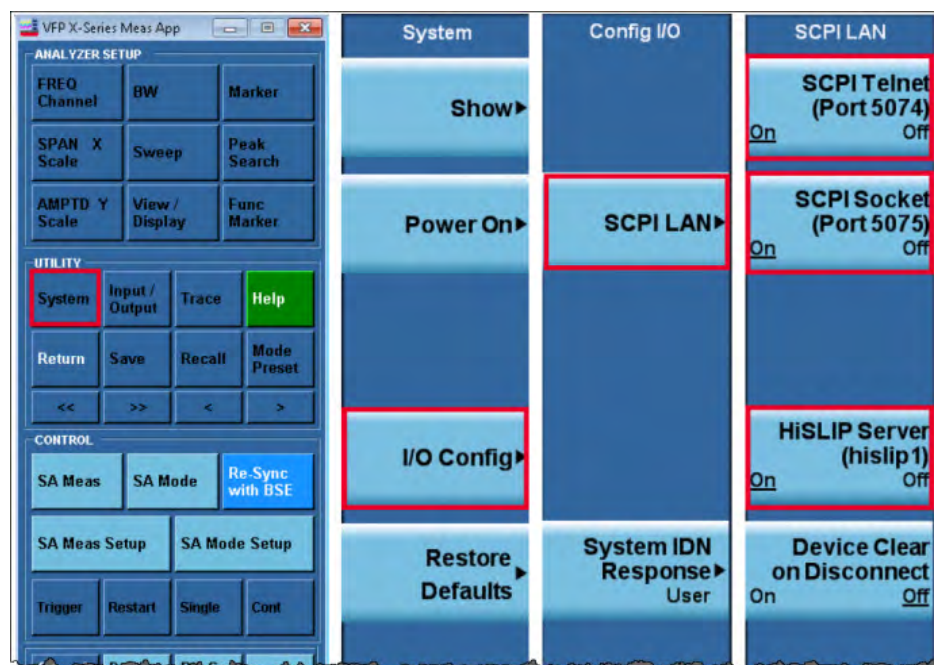 VFP X-Series Meas App
ANALYZER SETUP
FREQ
Channel
BW
Marker
SPAN X
Scale
Sweep
Peak
Search
AMPTD Y
Scale
View /
Display
Func
Marker
UTILITY
System
Input /
Output
Trace
Help
Return
Save
Recall
Mode
Preset
<<
>>
<
>
CONTROL
SA Meas
SA Mode
Re-Sync
with BSE
SA Meas Setup
SA Mode Setup
Trigger
Restart
Single
Cont
System
Show
Power On
I/O Config
Restore
Defaults
Config I/O
SCPI LAN
System IDN
Response
User
SCPI LAN
SCPI Telnet
(Port 5074)
On Off
SCPI Socket
(Port 5075)
On Off
HiSLIP Server
(hislip1)
On Off
Device Clear
on Disconnect
On Off